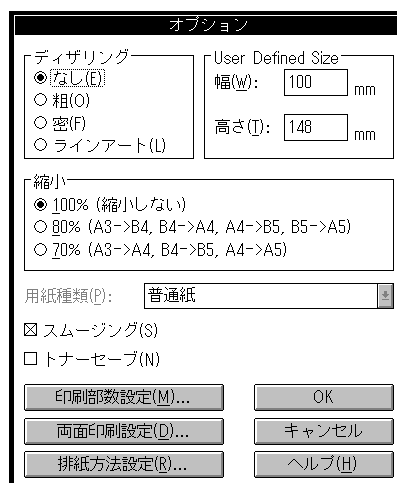 オプション
ディザリング
なし(E)
粗(O)
密(F)
ラインアート(L)
User Defined Size
幅(W): 100 mm
高さ(T): 148 mm
縮小
100% (縮小しない)
80% (A3->B4, B4->A4, A4->B5, B5->A5)
70% (A3->A4, B4->B5, A4->A5)
用紙種類(P): 普通紙
スムージング(S)
トナーセーブ(N)
印刷部数設定(M)... OK
両面印刷設定(D)... キャンセル
排紙方法設定(R)... ヘルプ(H)